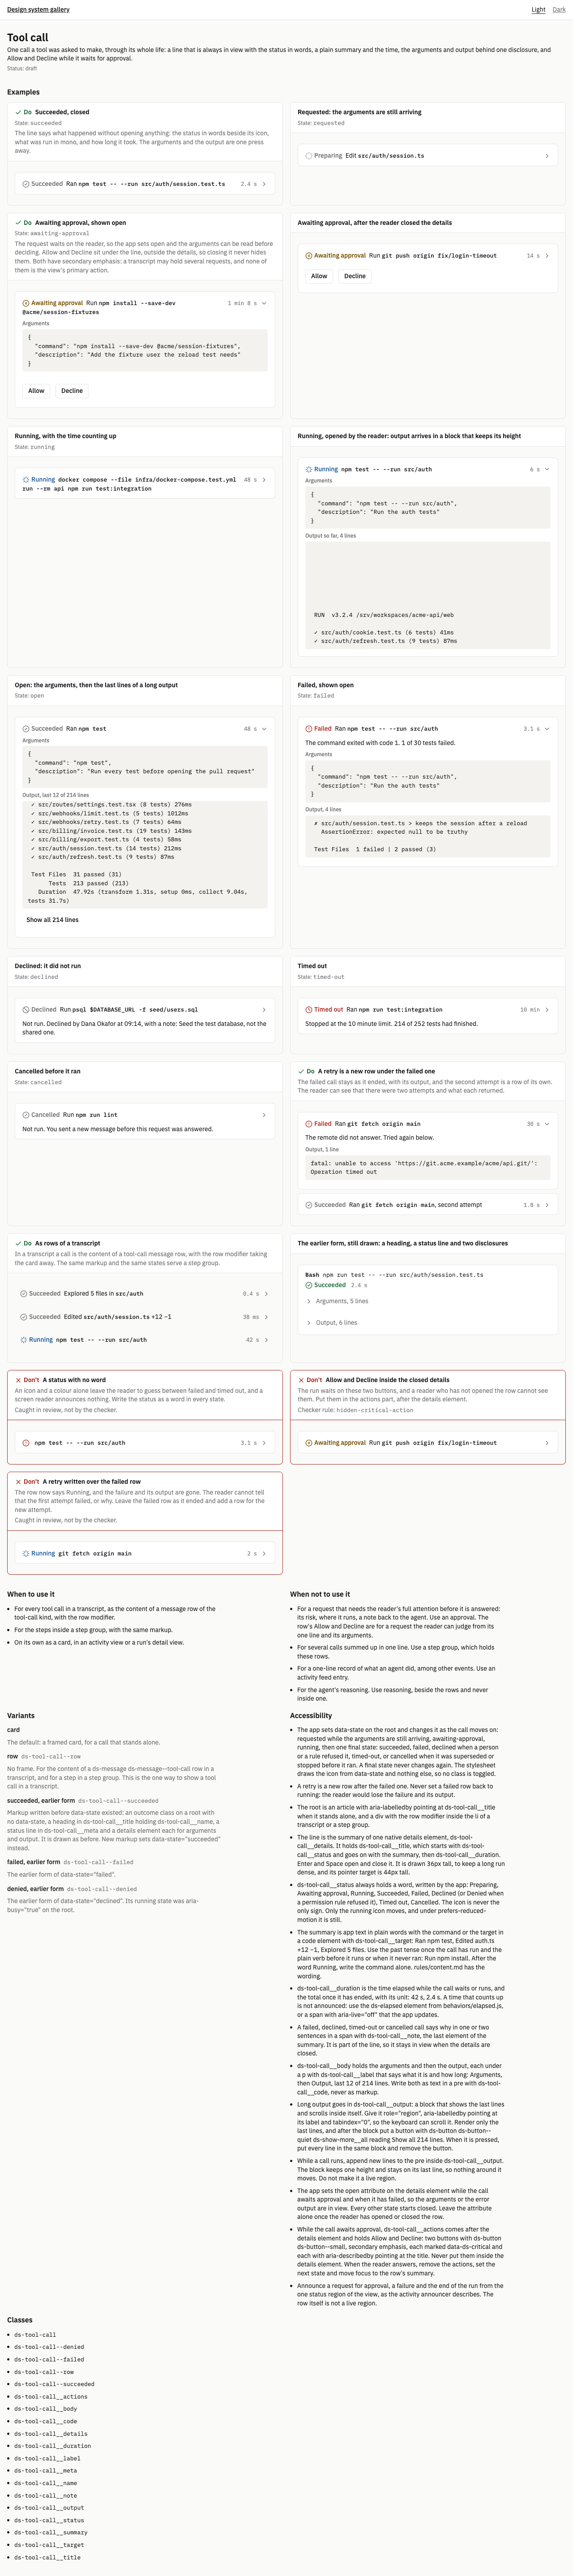 Design system gallery
Light
Dark
Tool call
One call a tool was asked to make, through its whole life: a line that is always in view with the status in words, a plain summary and the time, the arguments and output behind one disclosure, and
Allow and Decline while it waits for approval.
Status: draft
Examples
Do Succeeded, closed
State: succeeded
The line says what happened without opening anything: the status in words beside its icon,
what was run in mono, and how long it took. The arguments and the output are one press
away.
Succeeded Ran npm test -- --run src/auth/session.test.ts 2.4 s
Requested: the arguments are still arriving
State: requested
Preparing Edit src/auth/session.ts
Do Awaiting approval, shown open
State: awaiting-approval
The request waits on the reader, so the app sets open and the arguments can be read before
deciding. Allow and Decline sit under the line, outside the details, so closing it never hides
them. Both have secondary emphasis: a transcript may hold several requests, and none of
them is the view's primary action.
Awaiting approval Run npm install --save-dev
@acme/session-fixtures
1 min 8 s
Arguments
{
"command": "npm install --save-dev @acme/session-fixtures",
"description": "Add the fixture user the reload test needs"
}
Allow Decline
Awaiting approval, after the reader closed the details
Awaiting approval Run git push origin fix/login-timeout 14 s
Allow Decline
Running, with the time counting up
State: running
Running docker compose --file infra/docker-compose.test.yml
run --rm api npm run test:integration
48 s
Running, opened by the reader: output arrives in a block that keeps its height
Running npm test -- --run src/auth 6 s
Arguments
{
"command": "npm test -- --run src/auth",
"description": "Run the auth tests"
}
Output so far, 4 lines
RUN v3.2.4 /srv/workspaces/acme-api/web
✓ src/auth/cookie.test.ts (6 tests) 41ms
✓ src/auth/refresh.test.ts (9 tests) 87ms
Open: the arguments, then the last lines of a long output
State: open
Succeeded Ran npm test 48 s
Arguments
{
"command": "npm test",
"description": "Run every test before opening the pull request"
}
Output, last 12 of 214 lines
✓ src/routes/settings.test.tsx (8 tests) 276ms
✓ src/webhooks/limit.test.ts (5 tests) 1012ms
✓ src/webhooks/retry.test.ts (7 tests) 64ms
✓ src/billing/invoice.test.ts (19 tests) 143ms
✓ src/billing/export.test.ts (4 tests) 58ms
✓ src/auth/session.test.ts (14 tests) 212ms
✓ src/auth/refresh.test.ts (9 tests) 87ms
Test Files 31 passed (31)
Tests 213 passed (213)
Duration 47.92s (transform 1.31s, setup 0ms, collect 9.04s,
tests 31.7s)
Show all 214 lines
Failed, shown open
State: failed
Failed Ran npm test -- --run src/auth 3.1 s
The command exited with code 1. 1 of 30 tests failed.
Arguments
{
"command": "npm test -- --run src/auth",
"description": "Run the auth tests"
}
Output, 4 lines
✗ src/auth/session.test.ts > keeps the session after a reload
AssertionError: expected null to be truthy
Test Files 1 failed | 2 passed (3)
Declined: it did not run
State: declined
Declined Run psql $DATABASE_URL -f seed/users.sql
Not run. Declined by Dana Okafor at 09:14, with a note: Seed the test database, not the
shared one.
Timed out
State: timed-out
Timed out Ran npm run test:integration 10 min
Stopped at the 10 minute limit. 214 of 252 tests had finished.
Cancelled before it ran
State: cancelled
Cancelled Run npm run lint
Not run. You sent a new message before this request was answered.
Do A retry is a new row under the failed one
The failed call stays as it ended, with its output, and the second attempt is a row of its own.
The reader can see that there were two attempts and what each returned.
Failed Ran git fetch origin main 30 s
The remote did not answer. Tried again below.
Output, 1 line
fatal: unable to access 'https://git.acme.example/acme/api.git/':
Operation timed out
Succeeded Ran git fetch origin main, second attempt 1.8 s
Do As rows of a transcript
In a transcript a call is the content of a tool-call message row, with the row modifier taking
the card away. The same markup and the same states serve a step group.
Succeeded Explored 5 files in src/auth 0.4 s
Succeeded Edited src/auth/session.ts +12 −1 38 ms
Running npm test -- --run src/auth 42 s
The earlier form, still drawn: a heading, a status line and two disclosures
Bash npm run test -- --run src/auth/session.test.ts
Succeeded 2.4 s
Arguments, 5 lines
Output, 6 lines
Don't A status with no word
An icon and a colour alone leave the reader to guess between failed and timed out, and a
screen reader announces nothing. Write the status as a word in every state.
Caught in review, not by the checker.
npm test -- --run src/auth 3.1 s
Don't Allow and Decline inside the closed details
The run waits on these two buttons, and a reader who has not opened the row cannot see
them. Put them in the actions part, after the details element.
Checker rule: hidden-critical-action
Awaiting approval Run git push origin fix/login-timeout
Don't A retry written over the failed row
The row now says Running, and the failure and its output are gone. The reader cannot tell
that the first attempt failed, or why. Leave the failed row as it ended and add a row for the
new attempt.
Caught in review, not by the checker.
Running git fetch origin main 2 s
When to use it
For every tool call in a transcript, as the content of a message row of the
tool-call kind, with the row modifier.
For the steps inside a step group, with the same markup.
On its own as a card, in an activity view or a run's detail view.
When not to use it
For a request that needs the reader's full attention before it is answered:
its risk, where it runs, a note back to the agent. Use an approval. The
row's Allow and Decline are for a request the reader can judge from its
one line and its arguments.
For several calls summed up in one line. Use a step group, which holds
these rows.
For a one-line record of what an agent did, among other events. Use an
activity feed entry.
For the agent's reasoning. Use reasoning, beside the rows and never
inside one.
Variants
card
The default: a framed card, for a call that stands alone.
row ds-tool-call--row
No frame. For the content of a ds-message ds-message--tool-call row in a
transcript, and for a step in a step group. This is the one way to show a tool
call in a transcript.
succeeded, earlier form ds-tool-call--succeeded
Markup written before data-state existed: an outcome class on a root with
no data-state, a heading in ds-tool-call__title holding ds-tool-call__name, a
status line in ds-tool-call__meta and a details element each for arguments
and output. It is drawn as before. New markup sets data-state="succeeded"
instead.
failed, earlier form ds-tool-call--failed
The earlier form of data-state="failed".
denied, earlier form ds-tool-call--denied
The earlier form of data-state="declined". Its running state was aria-
busy="true" on the root.
Accessibility
The app sets data-state on the root and changes it as the call moves on:
requested while the arguments are still arriving, awaiting-approval,
running, then one final state: succeeded, failed, declined when a person
or a rule refused it, timed-out, or cancelled when it was superseded or
stopped before it ran. A final state never changes again. The stylesheet
draws the icon from data-state and nothing else, so no class is toggled.
A retry is a new row after the failed one. Never set a failed row back to
running: the reader would lose the failure and its output.
The root is an article with aria-labelledby pointing at ds-tool-call__title
when it stands alone, and a div with the row modifier inside the li of a
transcript or a step group.
The line is the summary of one native details element, ds-tool-
call__details. It holds ds-tool-call__title, which starts with ds-tool-
call__status and goes on with the summary, then ds-tool-call__duration.
Enter and Space open and close it. It is drawn 36px tall, to keep a long run
dense, and its pointer target is 44px tall.
ds-tool-call__status always holds a word, written by the app: Preparing,
Awaiting approval, Running, Succeeded, Failed, Declined (or Denied when
a permission rule refused it), Timed out, Cancelled. The icon is never the
only sign. Only the running icon moves, and under prefers-reduced-
motion it is still.
The summary is app text in plain words with the command or the target in
a code element with ds-tool-call__target: Ran npm test, Edited auth.ts
+12 −1, Explored 5 files. Use the past tense once the call has run and the
plain verb before it runs or when it never ran: Run npm install. After the
word Running, write the command alone. rules/content.md has the
wording.
ds-tool-call__duration is the time elapsed while the call waits or runs, and
the total once it has ended, with its unit: 42 s, 2.4 s. A time that counts up
is not announced: use the ds-elapsed element from behaviors/elapsed.js,
or a span with aria-live="off" that the app updates.
A failed, declined, timed-out or cancelled call says why in one or two
sentences in a span with ds-tool-call__note, the last element of the
summary. It is part of the line, so it stays in view when the details are
closed.
ds-tool-call__body holds the arguments and then the output, each under
a p with ds-tool-call__label that says what it is and how long: Arguments,
then Output, last 12 of 214 lines. Write both as text in a pre with ds-tool-
call__code, never as markup.
Long output goes in ds-tool-call__output: a block that shows the last lines
and scrolls inside itself. Give it role="region", aria-labelledby pointing at
its label and tabindex="0", so the keyboard can scroll it. Render only the
last lines, and after the block put a button with ds-button ds-button--
quiet ds-show-more__all reading Show all 214 lines. When it is pressed,
put every line in the same block and remove the button.
While a call runs, append new lines to the pre inside ds-tool-call__output.
The block keeps one height and stays on its last line, so nothing around it
moves. Do not make it a live region.
The app sets the open attribute on the details element while the call
awaits approval and when it has failed, so the arguments or the error
output are in view. Every other state starts closed. Leave the attribute
alone once the reader has opened or closed the row.
While the call awaits approval, ds-tool-call__actions comes after the
details element and holds Allow and Decline: two buttons with ds-button
ds-button--small, secondary emphasis, each marked data-ds-critical and
each with aria-describedby pointing at the title. Never put them inside the
details element. When the reader answers, remove the actions, set the
next state and move focus to the row's summary.
Announce a request for approval, a failure and the end of the run from the
one status region of the view, as the activity announcer describes. The
row itself is not a live region.
Classes
ds-tool-call
ds-tool-call--denied
ds-tool-call--failed
ds-tool-call--row
ds-tool-call--succeeded
ds-tool-call__actions
ds-tool-call__body
ds-tool-call__code
ds-tool-call__details
ds-tool-call__duration
ds-tool-call__label
ds-tool-call__meta
ds-tool-call__name
ds-tool-call__note
ds-tool-call__output
ds-tool-call__status
ds-tool-call__summary
ds-tool-call__target
ds-tool-call__title